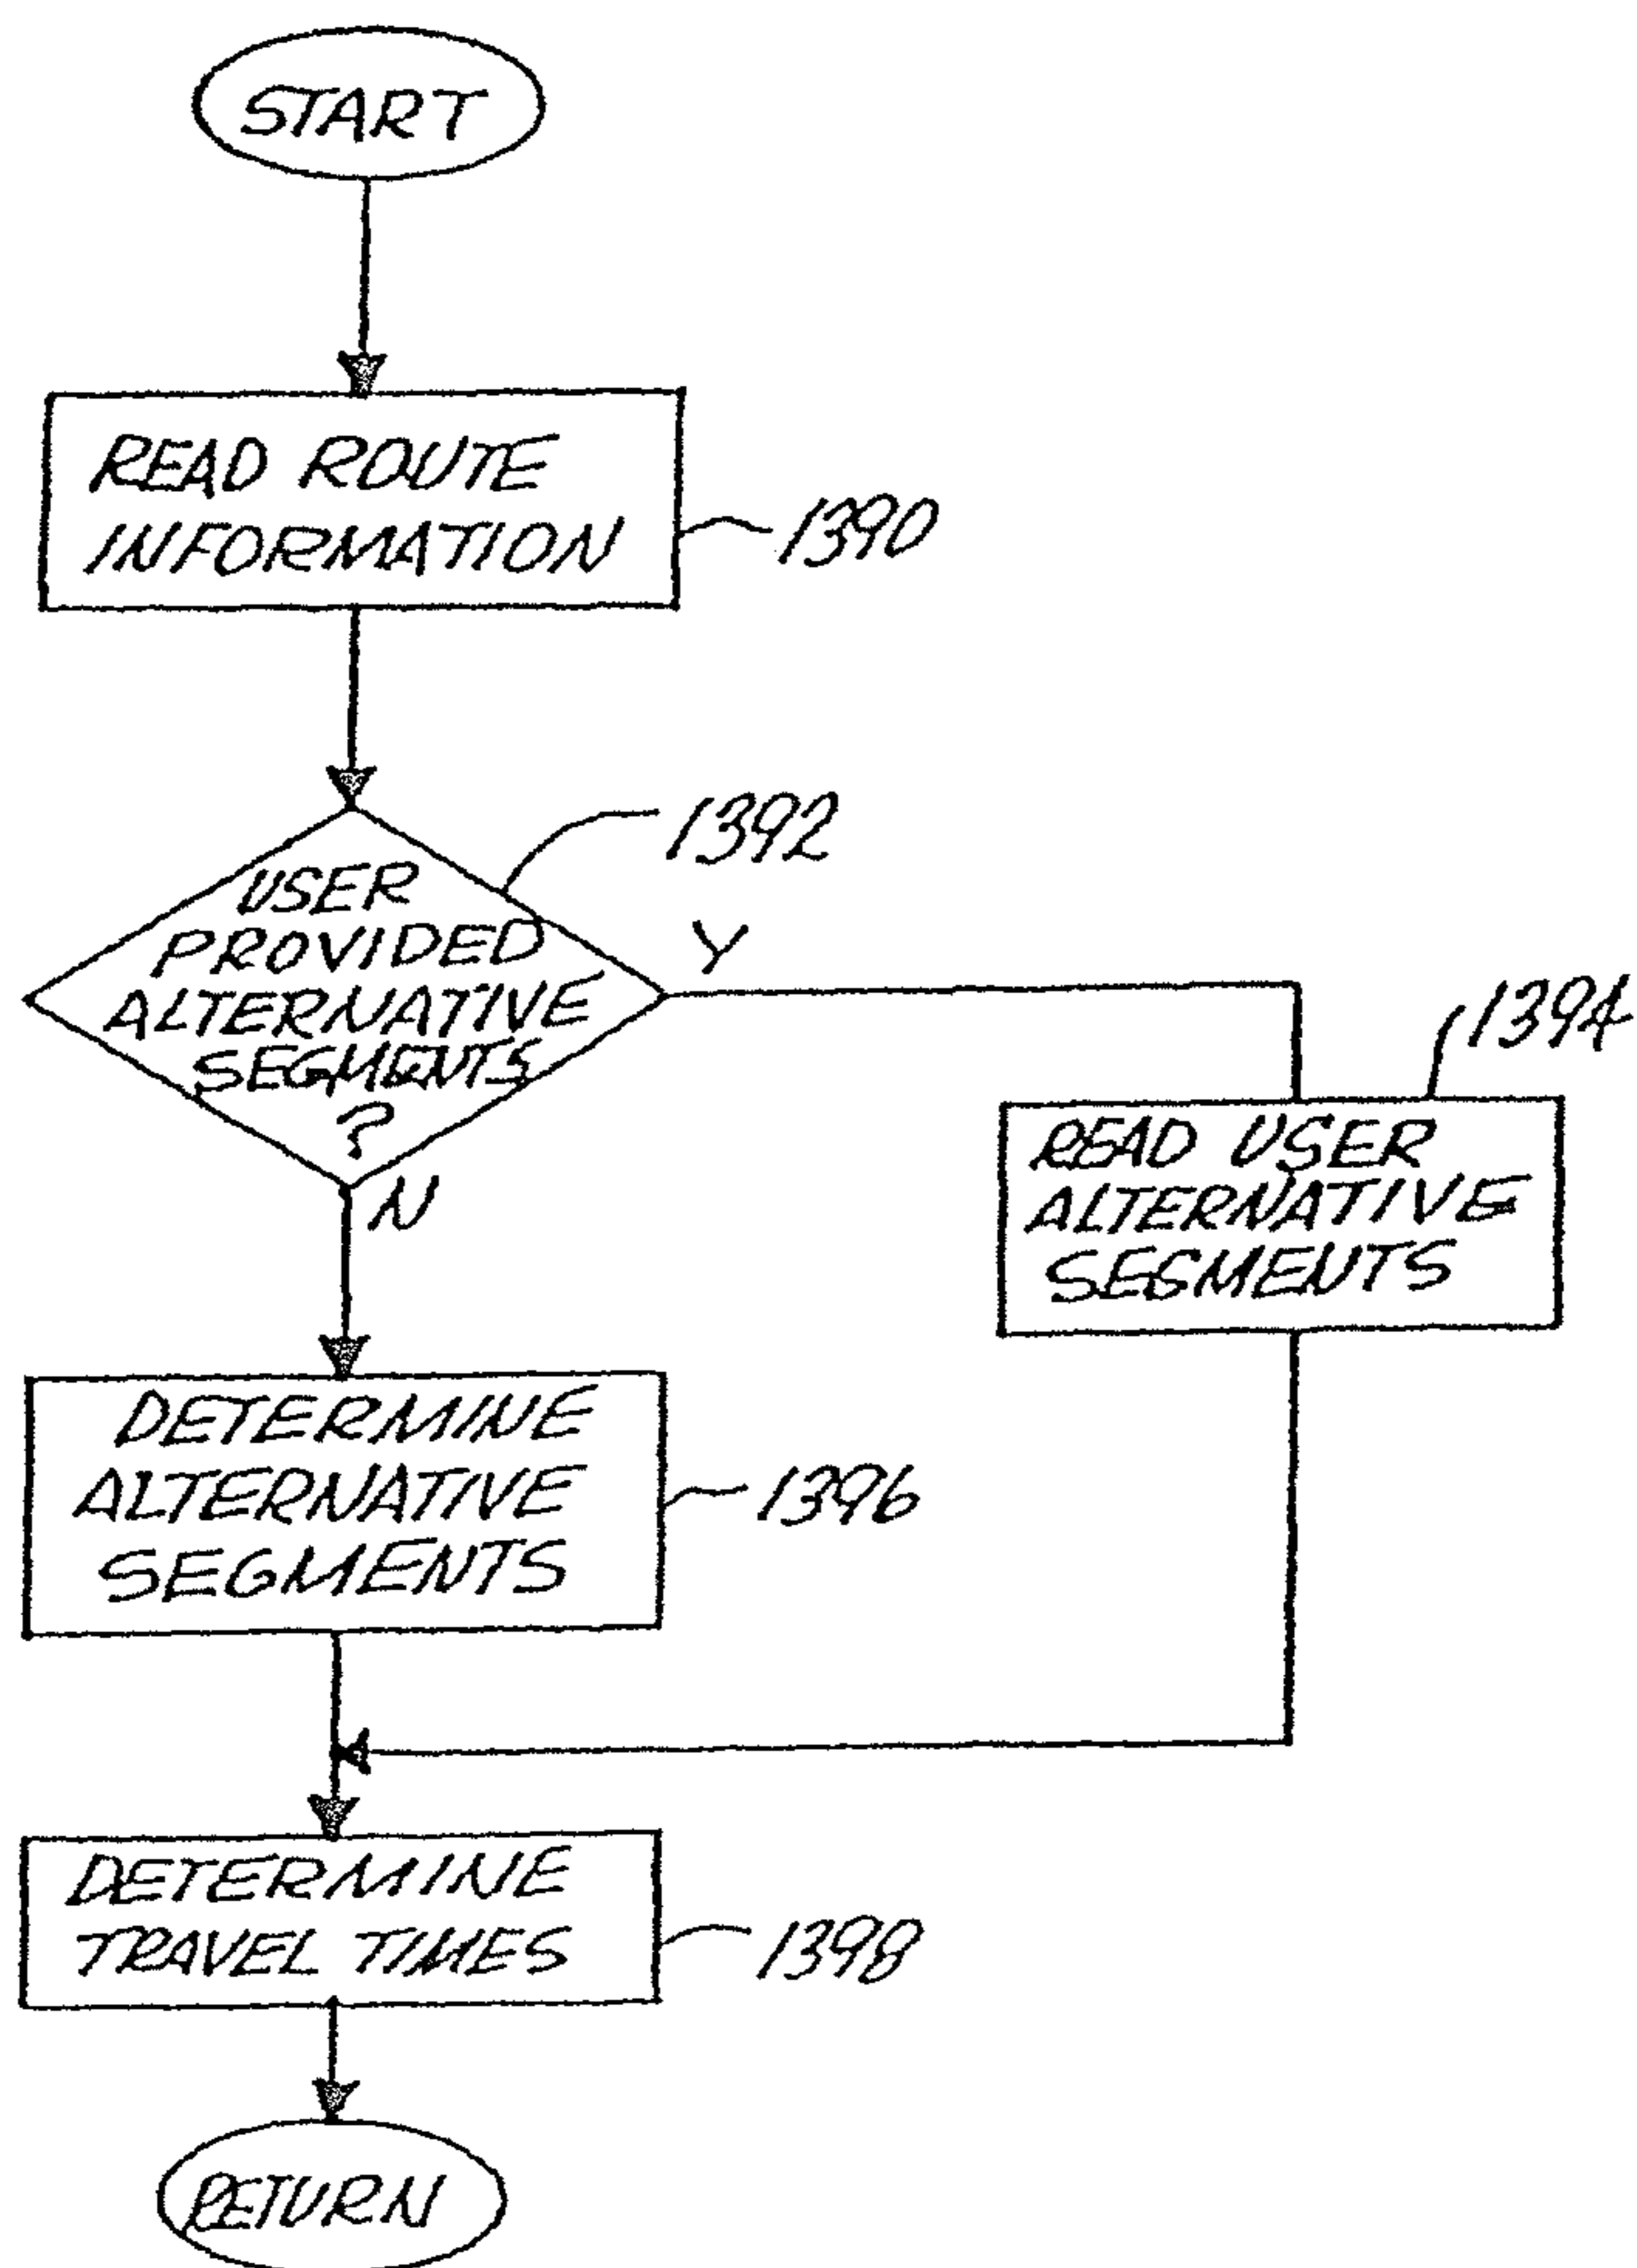 START
READ ROUTE
INFORMATION
1390
1392
USER
PROVIDED
ALTERNATIVE
SEGMENTS
?
Y
N
1394
READ USER
ALTERNATIVE
SEGMENTS
DETERMINE
ALTERNATIVE
SEGMENTS
1396
DETERMINE
TRAVEL TIMES
1398
RETURN